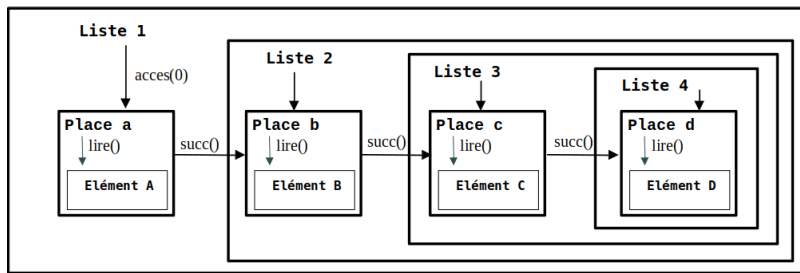 Liste 1
acces(0)
Liste 2
Liste 3
Liste 4
Place a
lire()
Elément A
succ()
Place b
lire()
Elément B
succ()
Place c
lire()
Elément C
succ()
Place d
lire()
Elément D